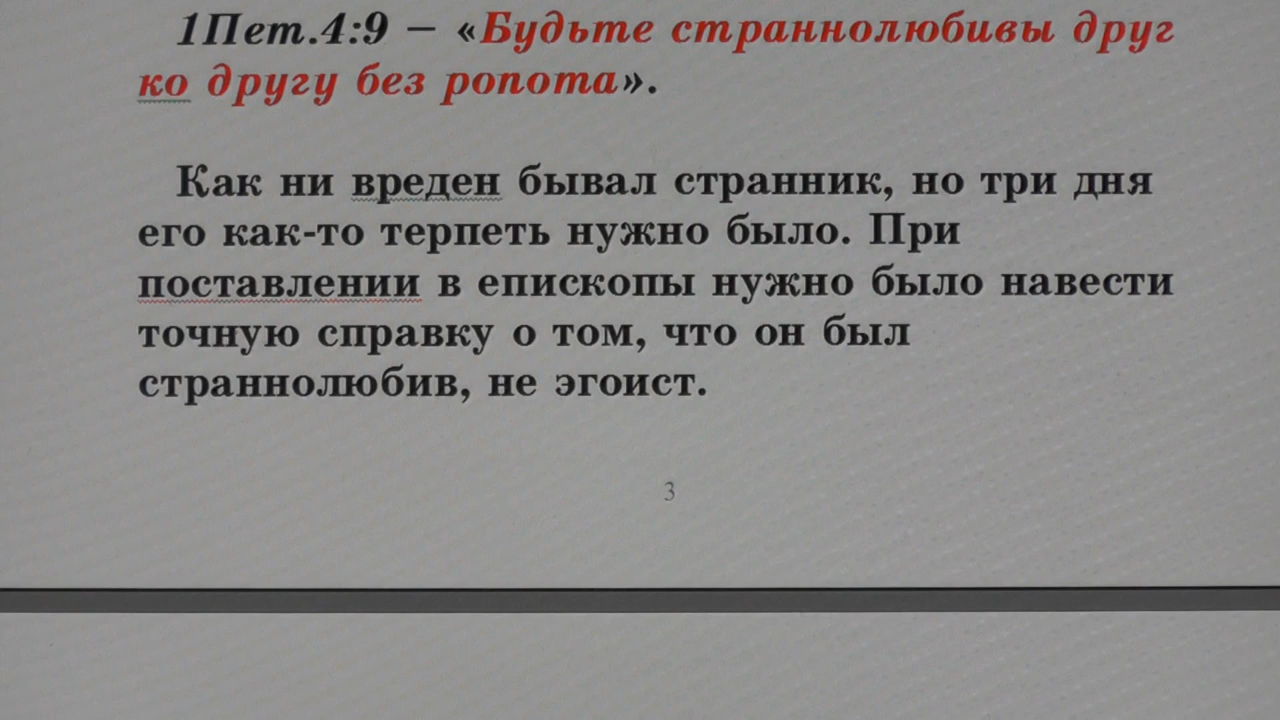 1Пет.4:9 – «Будьте страннолюбивы друг
ко другу без ропота».
Как ни вреден бывал странник, но три дня
его как-то терпеть нужно было. При
поставлении в епископы нужно было навести
точную справку о том, что он был
страннолюбив, не эгоист.
3